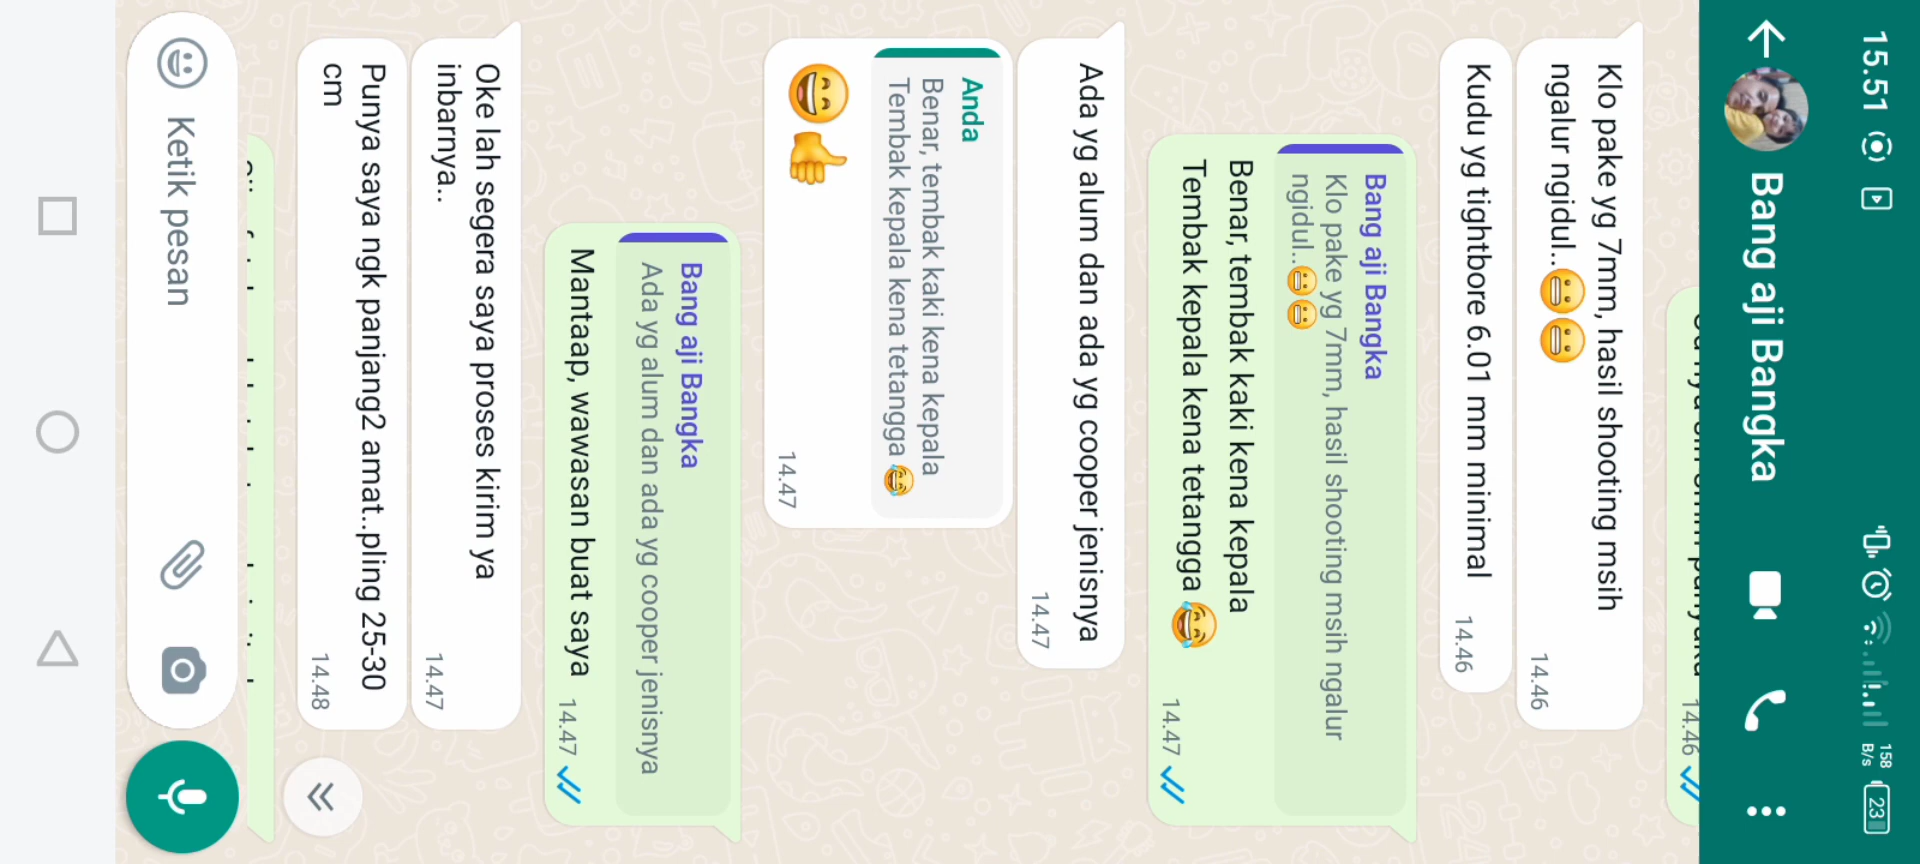 15.51
158
B/s
23
Bang aji Bangka
14.46
Klo pake yg 7mm, hasil shooting msih
ngalur ngidul..😬😬
14.46
Kudu yg tightbore 6.01 mm minimal
14.46
Bang aji Bangka
Klo pake yg 7mm, hasil shooting msih ngalur
ngidul..😬😬
Benar, tembak kaki kena kepala
Tembak kepala kena tetangga 😂
14.47
Ada yg alum dan ada yg cooper jenisnya
14.47
Anda
Benar, tembak kaki kena kepala
Tembak kepala kena tetangga 😂
😄👍
14.47
Bang aji Bangka
Ada yg alum dan ada yg cooper jenisnya
Mantaap, wawasan buat saya
14.47
Oke lah segera saya proses kirim ya
inbarnya..
14.47
Punya saya ngk panjang2 amat..pling 25-30
cm
14.48
Ketik pesan